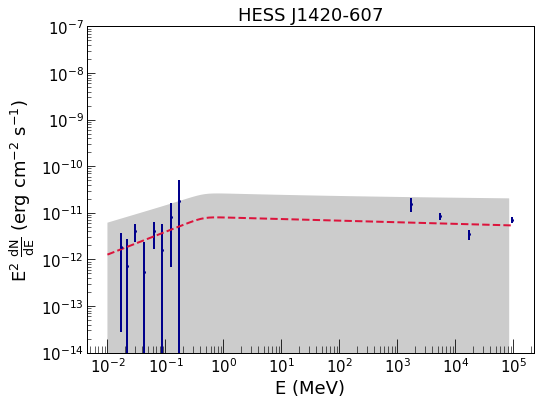 HESS J1420-607
E² dN/dE (erg cm⁻² s⁻¹)
10⁻⁷
10⁻⁸
10⁻⁹
10⁻¹⁰
10⁻¹¹
10⁻¹²
10⁻¹³
10⁻¹⁴
10⁻² 10⁻¹ 10⁰ 10¹ 10² 10³ 10⁴ 10⁵
E (MeV)